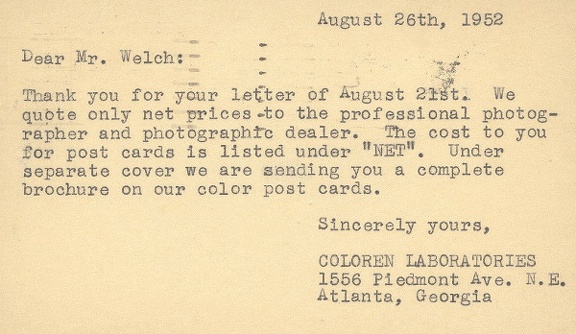 August 26th, 1952
Dear Mr. Welch:
Thank you for your letter of August 21st. We
quote only net prices to the professional photog-
rapher and photographic dealer. The cost to you
for post cards is listed under "NET". Under
separate cover we are sending you a complete
brochure on our color post cards.
Sincerely yours,
COLOREN LABORATORIES
1556 Piedmont Ave. N.E.
Atlanta, Georgia